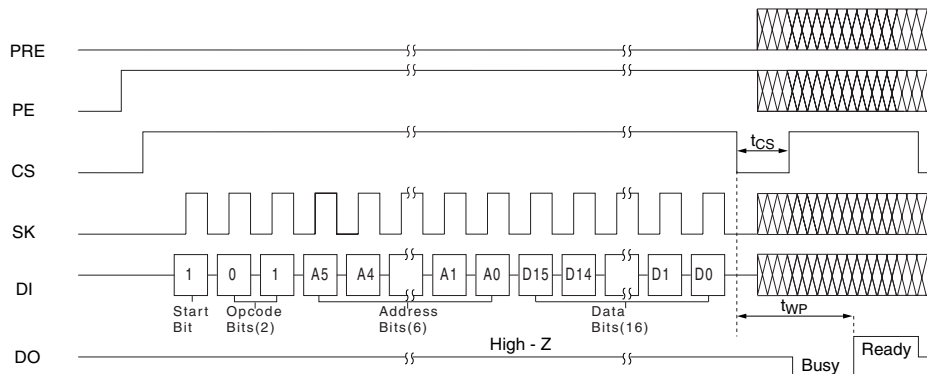 PRE
PE
CS
tCS
SK
DI
1 0 1 A5 A4 A1 A0 D15 D14 D1 D0
Start Bit
Opcode Bits(2)
Address Bits(6)
Data Bits(16)
tWP
DO
High - Z
Busy
Ready